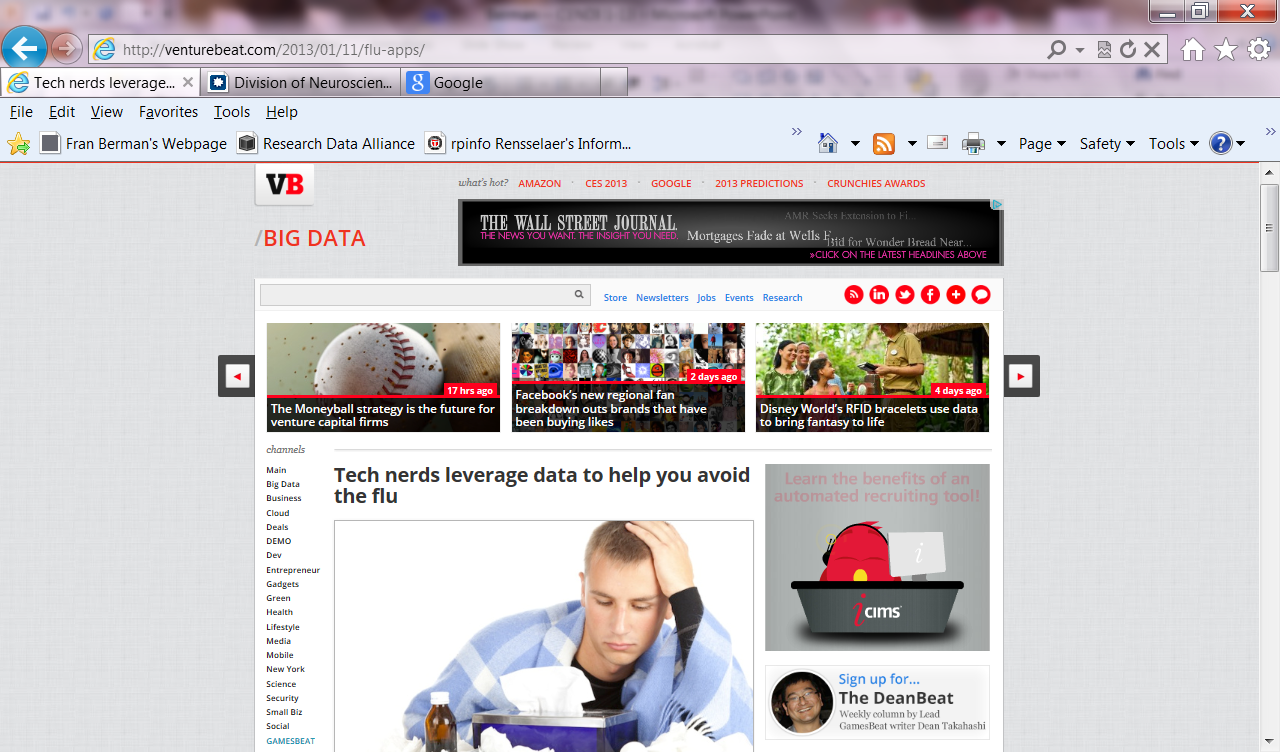 http://venturebeat.com/2013/01/11/flu-apps/
Tech nerds leverage...
Division of Neuroscien...
Google
File Edit View Favorites Tools Help
Fran Berman's Webpage
Research Data Alliance
rpinfo Rensselaer's Inform...
Page Safety Tools
VB
what's hot? AMAZON CES 2013 GOOGLE 2013 PREDICTIONS CRUNCHIES AWARDS
/BIG DATA
THE WALL STREET JOURNAL.
THE NEWS YOU WANT. THE INSIGHT YOU NEED.
AMR Seeks Extension to Fi...
Mortgages Fade at Wells F...
Bid for Wonder Bread Near...
»CLICK ON THE LATEST HEADLINES ABOVE
Store Newsletters Jobs Events Research
17 hrs ago
The Moneyball strategy is the future for
venture capital firms
2 days ago
Facebook's new regional fan
breakdown outs brands that have
been buying likes
4 days ago
Disney World's RFID bracelets use data
to bring fantasy to life
channels
Main
Big Data
Business
Cloud
Deals
DEMO
Dev
Entrepreneur
Gadgets
Green
Health
Lifestyle
Media
Mobile
New York
Science
Security
Small Biz
Social
GAMESBEAT
Tech nerds leverage data to help you avoid
the flu
Learn the benefits of an
automated recruiting tool!
i
iCIMS
Sign up for...
The DeanBeat
Weekly column by Lead
GamesBeat writer Dean Takahashi